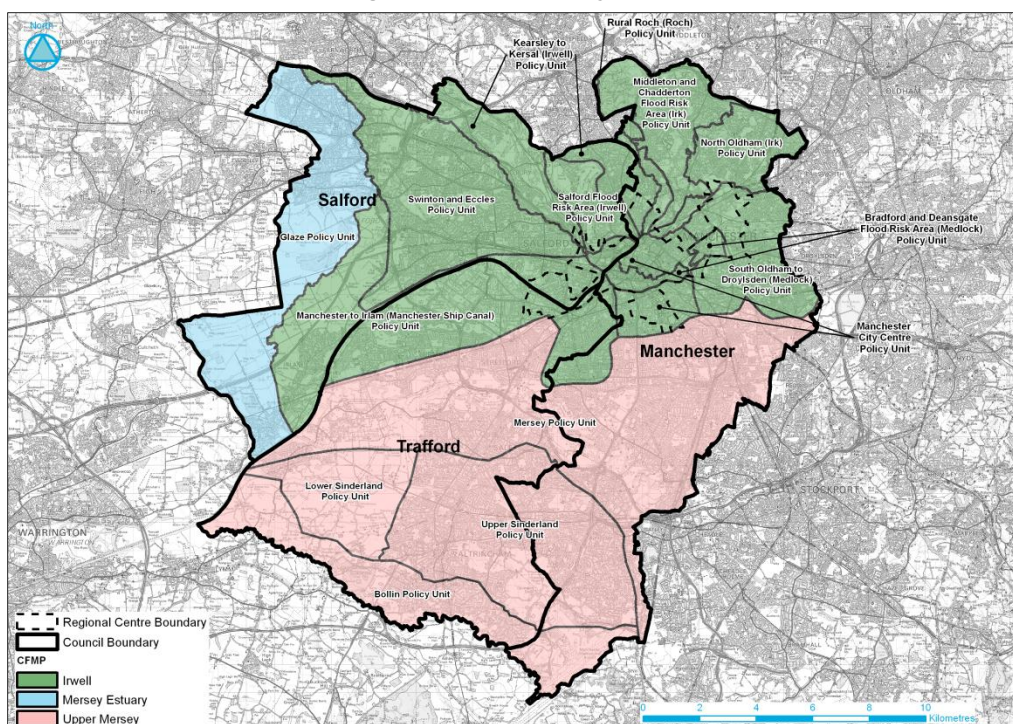 North
Rural Roch (Roch)
Policy Unit
Kearsley to
Kersal (Irwell)
Policy Unit
Middleton and
Chadderton
Flood Risk
Area (Irk)
Policy Unit
OLDHAM
North Oldham (Irk)
Policy Unit
Salford
Swinton and Eccles
Policy Unit
Salford Flood
Risk Area (Irwell)
Policy Unit
Bradford and Deansgate
Flood Risk Area (Medlock)
Policy Unit
Glaze Policy Unit
South Oldham to
Droylsden (Medlock)
Policy Unit
Manchester to Irlam (Manchester Ship Canal)
Policy Unit
Manchester
City Centre
Policy Unit
Manchester
Mersey Policy Unit
Trafford
Lower Sinderland
Policy Unit
Upper Sinderland
Policy Unit
WARRINGTON
WARRINGTON
ALTRINCHAM
Bollin Policy Unit
Regional Centre Boundary
Council Boundary
CFMP
Irwell
Mersey Estuary
Upper Mersey
0 2 4 6 8 10
Kilometres